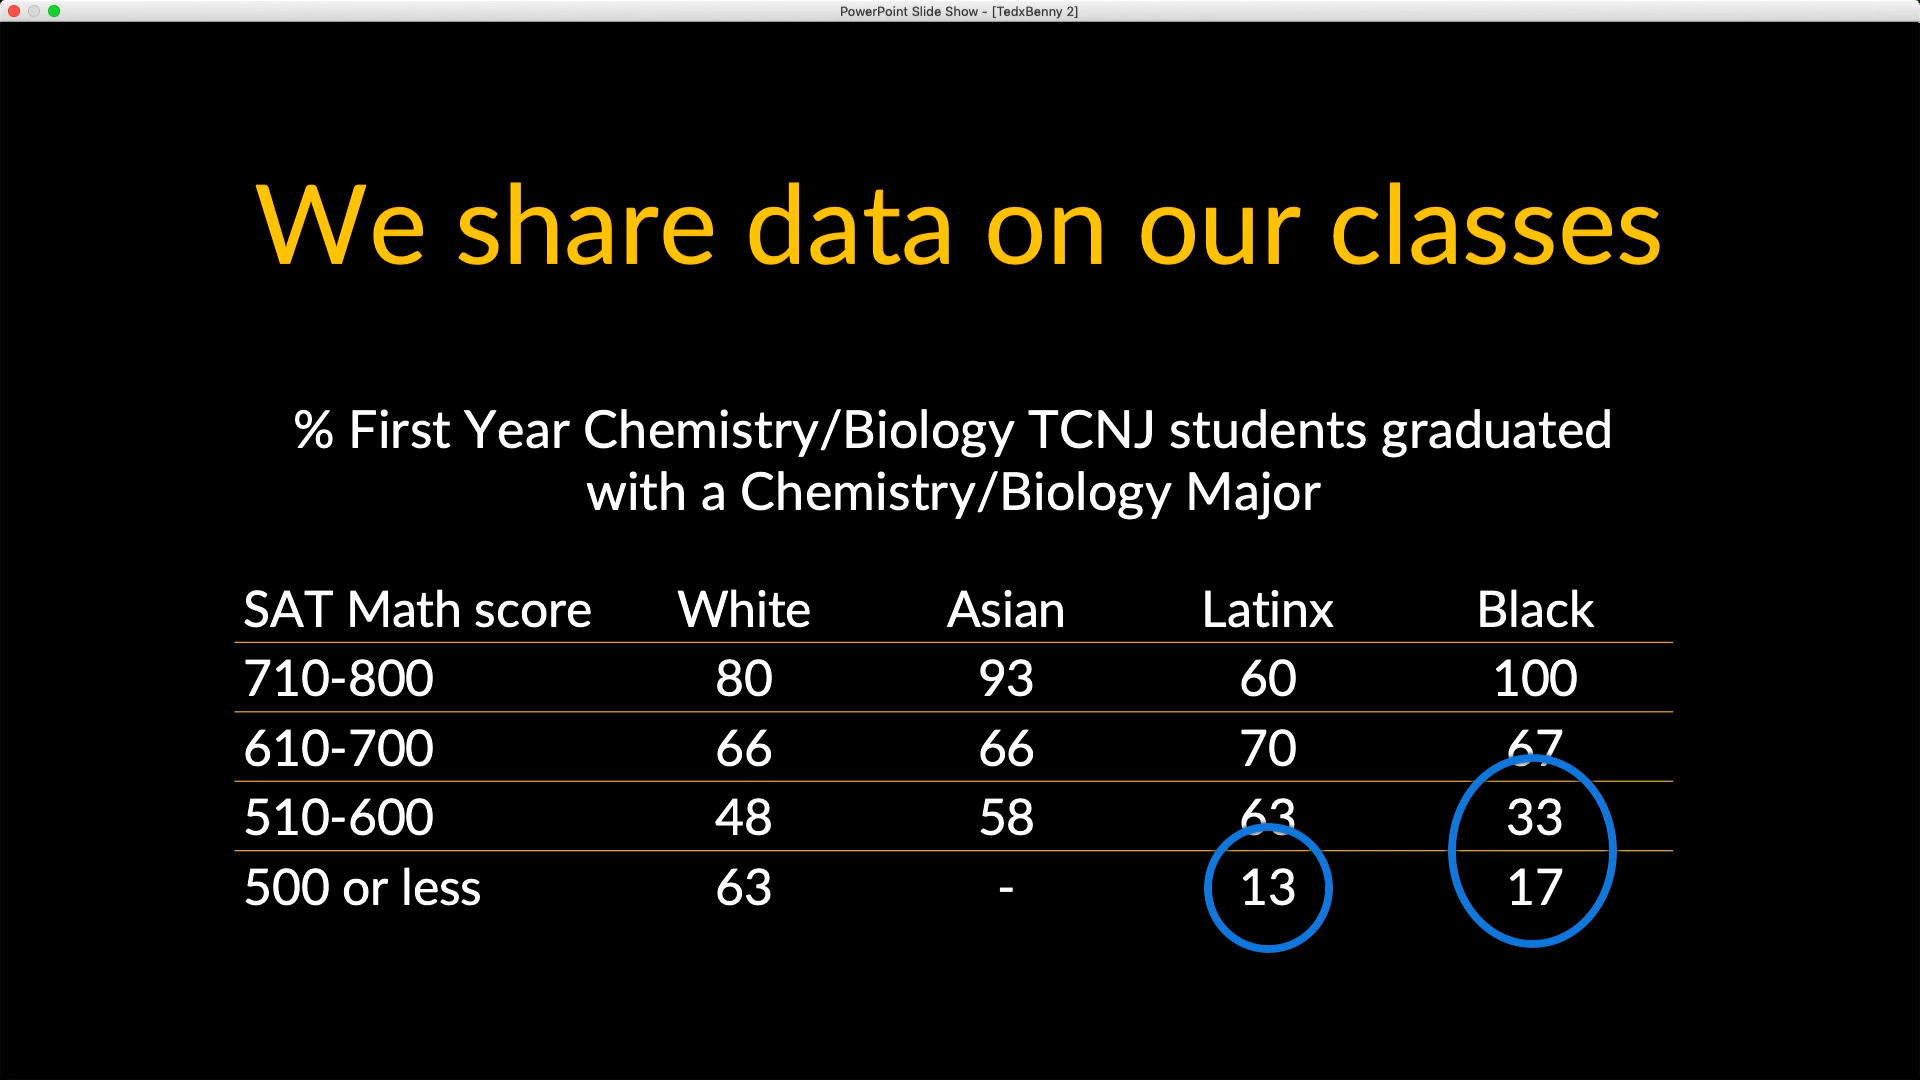 PowerPoint Slide Show - [TedxBenny 2]
We share data on our classes
% First Year Chemistry/Biology TCNJ students graduated
with a Chemistry/Biology Major
SAT Math score White Asian Latinx Black
710-800 80 93 60 100
610-700 66 66 70 67
510-600 48 58 63 33
500 or less 63 - 13 17